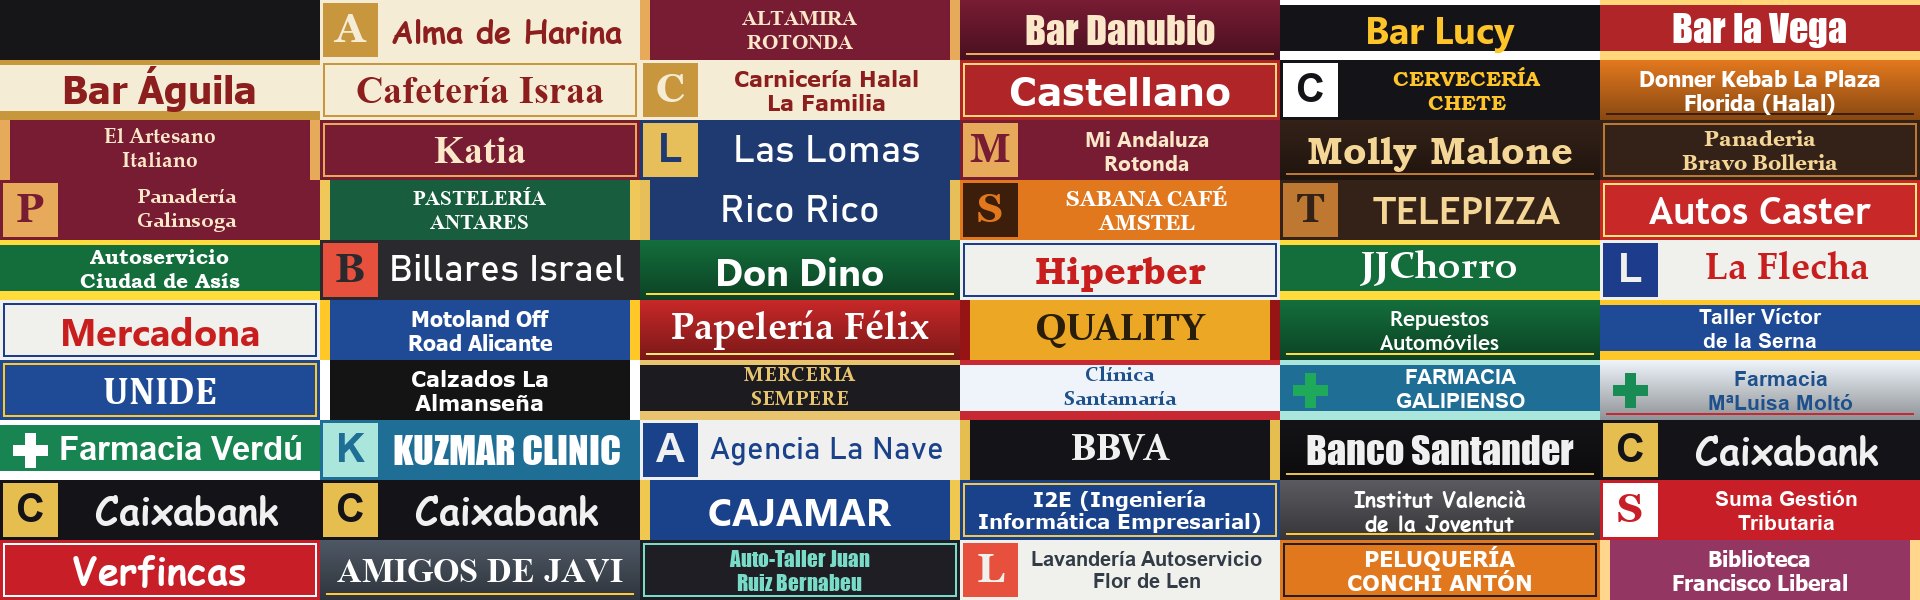 A Alma de Harina
ALTAMIRA
ROTONDA
Bar Danubio
Bar Lucy
Bar la Vega
Bar Águila
Cafetería Israa
C Carnicería Halal
La Familia
Castellano
C CERVECERÍA
CHETE
Donner Kebab La Plaza
Florida (Halal)
El Artesano
Italiano
Katia
L Las Lomas
M Mi Andaluza
Rotonda
Molly Malone
Panaderia
Bravo Bolleria
P Panadería
Galinsoga
PASTELERÍA
ANTARES
Rico Rico
S SABANA CAFÉ
AMSTEL
T TELEPIZZA
Autos Caster
Autoservicio
Ciudad de Asís
B Billares Israel
Don Dino
Hiperber
JJChorro
L La Flecha
Mercadona
Motoland Off
Road Alicante
Papelería Félix
QUALITY
Repuestos
Automóviles
Taller Víctor
de la Serna
UNIDE
Calzados La
Almanseña
MERCERIA
SEMPERE
Clínica
Santamaría
FARMACIA
GALIPIENSO
Farmacia
MªLuisa Moltó
Farmacia Verdú
K KUZMAR CLINIC
A Agencia La Nave
BBVA
Banco Santander
C Caixabank
C Caixabank
C Caixabank
CAJAMAR
I2E (Ingeniería
Informática Empresarial)
Institut Valencià
de la Joventut
S Suma Gestión
Tributaria
Verfincas
AMIGOS DE JAVI
Auto-Taller Juan
Ruiz Bernabeu
L Lavandería Autoservicio
Flor de Len
PELUQUERÍA
CONCHI ANTÓN
Biblioteca
Francisco Liberal